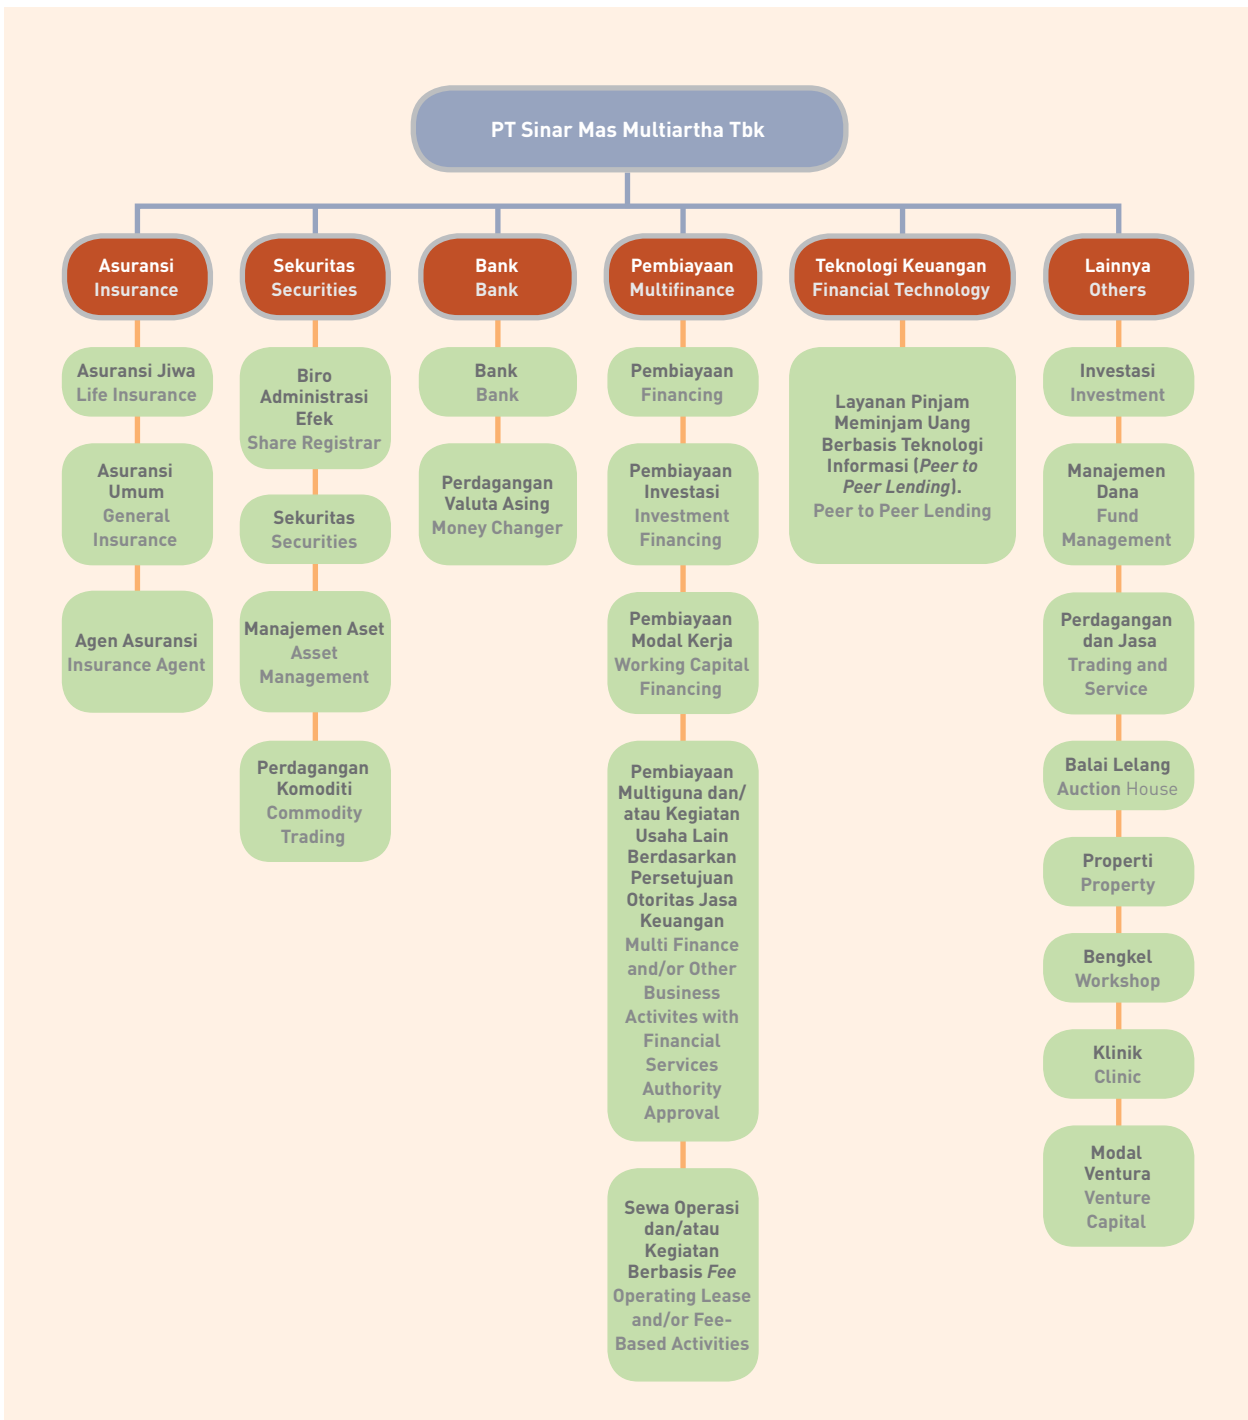 PT Sinar Mas Multiartha Tbk
Asuransi
Insurance
Asuransi Jiwa
Life Insurance
Asuransi
Umum
General
Insurance
Agen Asuransi
Insurance Agent
Sekuritas
Securities
Biro
Administrasi
Efek
Share Registrar
Sekuritas
Securities
Manajemen Aset
Asset
Management
Perdagangan
Komoditi
Commodity
Trading
Bank
Bank
Bank
Bank
Perdagangan
Valuta Asing
Money Changer
Pembiayaan
Multifinance
Pembiayaan
Financing
Pembiayaan
Investasi
Investment
Financing
Pembiayaan
Modal Kerja
Working Capital
Financing
Pembiayaan
Multiguna dan/
atau Kegiatan
Usaha Lain
Berdasarkan
Persetujuan
Otoritas Jasa
Keuangan
Multi Finance
and/or Other
Business
Activites with
Financial
Services
Authority
Approval
Sewa Operasi
dan/atau
Kegiatan
Berbasis Fee
Operating Lease
and/or Fee-
Based Activities
Teknologi Keuangan
Financial Technology
Layanan Pinjam
Meminjam Uang
Berbasis Teknologi
Informasi (Peer to
Peer Lending).
Peer to Peer Lending
Lainnya
Others
Investasi
Investment
Manajemen
Dana
Fund
Management
Perdagangan
dan Jasa
Trading and
Service
Balai Lelang
Auction House
Properti
Property
Bengkel
Workshop
Klinik
Clinic
Modal
Ventura
Venture
Capital